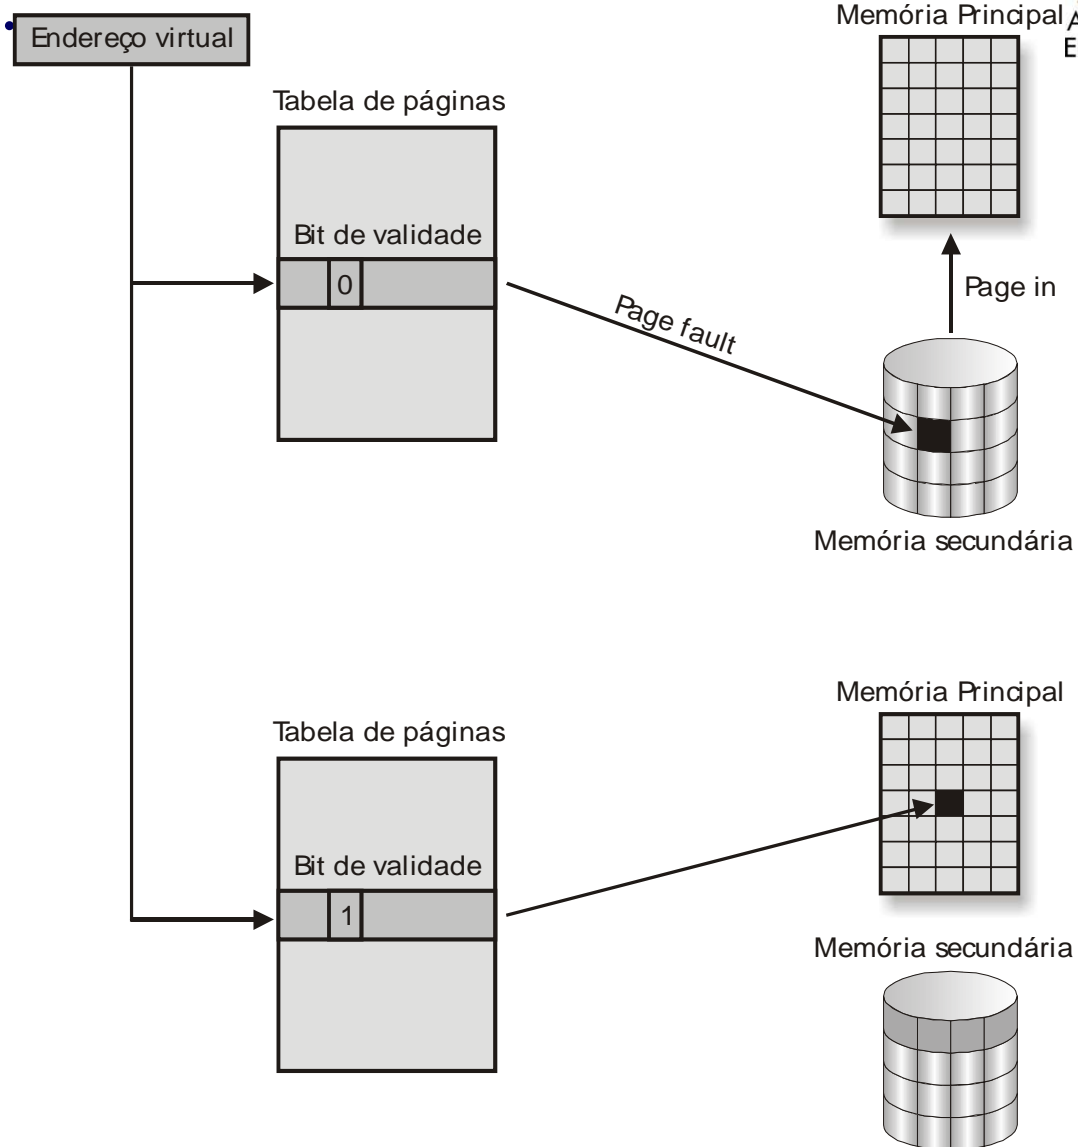 Endereço virtual
Memória Principal
Tabela de páginas
Bit de validade
0
Page fault
Page in
Memória secundária
Tabela de páginas
Bit de validade
1
Memória Principal
Memória secundária